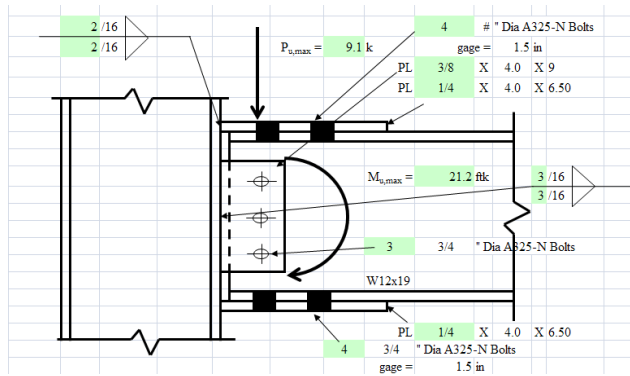 2 /16
2 /16
4 # " Dia A325-N Bolts
Pu,max = 9.1 k
gage = 1.5 in
PL 3/8 X 4.0 X 9
PL 1/4 X 4.0 X 6.50
Mu,max = 21.2 ftk
3 /16
3 /16
3 3/4 " Dia A325-N Bolts
W12x19
PL 1/4 X 4.0 X 6.50
4 3/4 " Dia A325-N Bolts
gage = 1.5 in